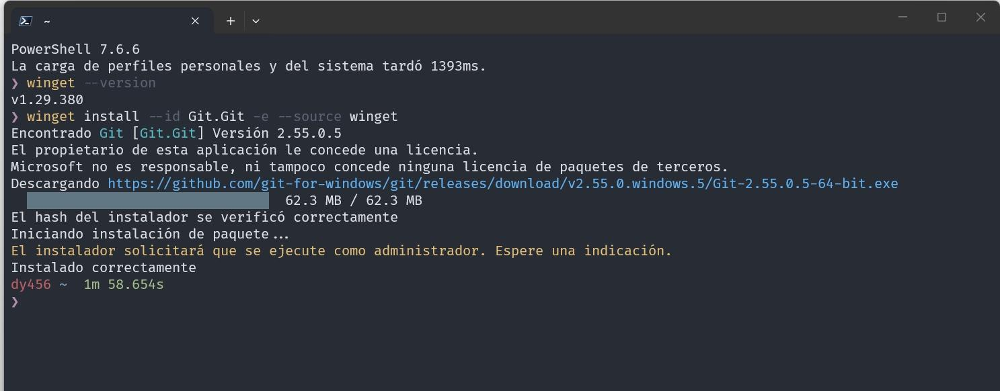 ~
PowerShell 7.6.6
La carga de perfiles personales y del sistema tardó 1393ms.
❯ winget --version
v1.29.380
❯ winget install --id Git.Git -e --source winget
Encontrado Git [Git.Git] Versión 2.55.0.5
El propietario de esta aplicación le concede una licencia.
Microsoft no es responsable, ni tampoco concede ninguna licencia de paquetes de terceros.
Descargando https://github.com/git-for-windows/git/releases/download/v2.55.0.windows.5/Git-2.55.0.5-64-bit.exe
62.3 MB / 62.3 MB
El hash del instalador se verificó correctamente
Iniciando instalación de paquete...
El instalador solicitará que se ejecute como administrador. Espere una indicación.
Instalado correctamente
dy456 ~ 1m 58.654s
❯